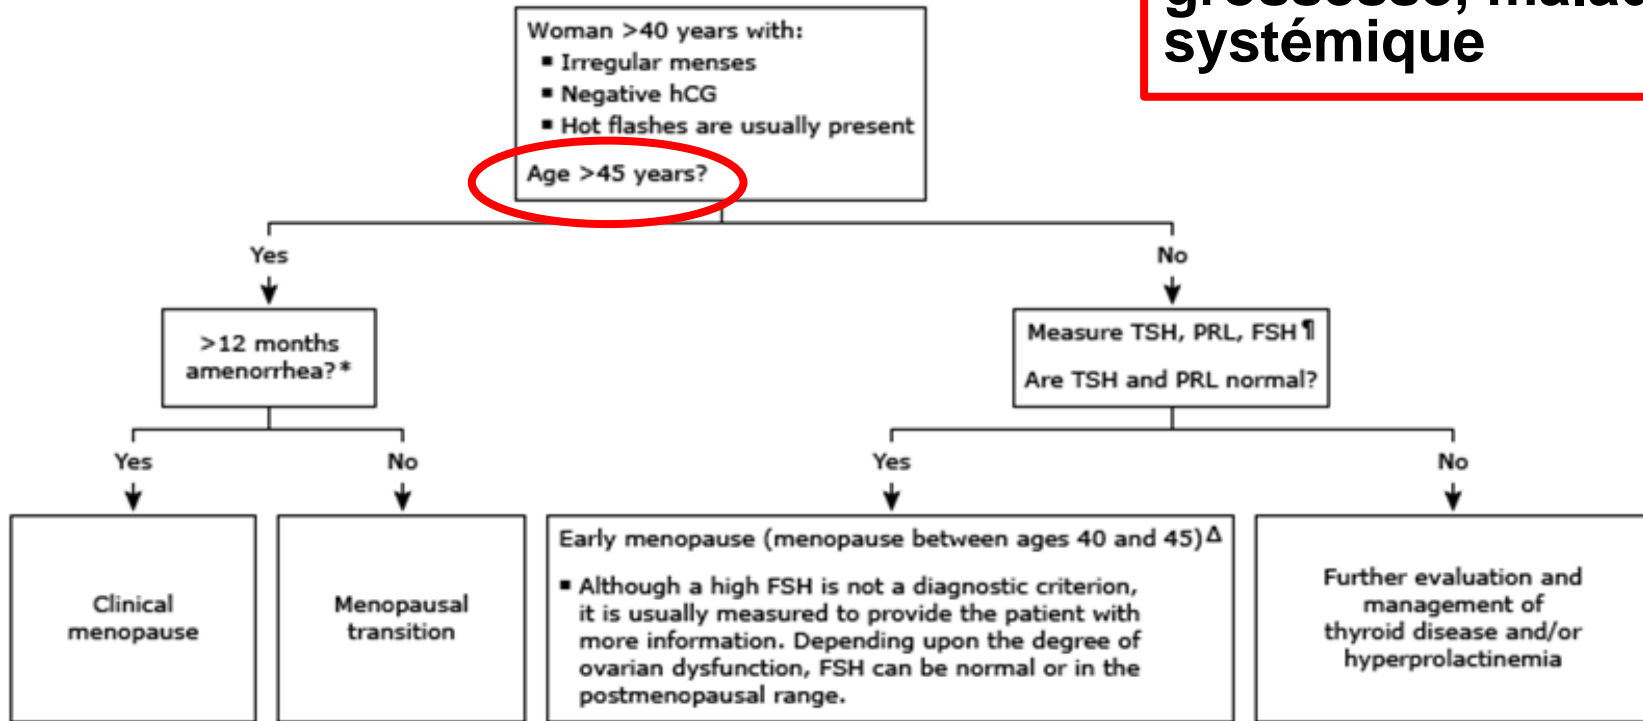 systémique
Woman >40 years with:
▪ Irregular menses
▪ Negative hCG
▪ Hot flashes are usually present
Age >45 years?
Yes
No
>12 months
amenorrhea?*
Measure TSH, PRL, FSH¶
Are TSH and PRL normal?
Yes
No
Yes
No
Clinical
menopause
Menopausal
transition
Early menopause (menopause between ages 40 and 45)Δ
▪ Although a high FSH is not a diagnostic criterion,
it is usually measured to provide the patient with
more information. Depending upon the degree of
ovarian dysfunction, FSH can be normal or in the
postmenopausal range.
Further evaluation and
management of
thyroid disease and/or
hyperprolactinemia